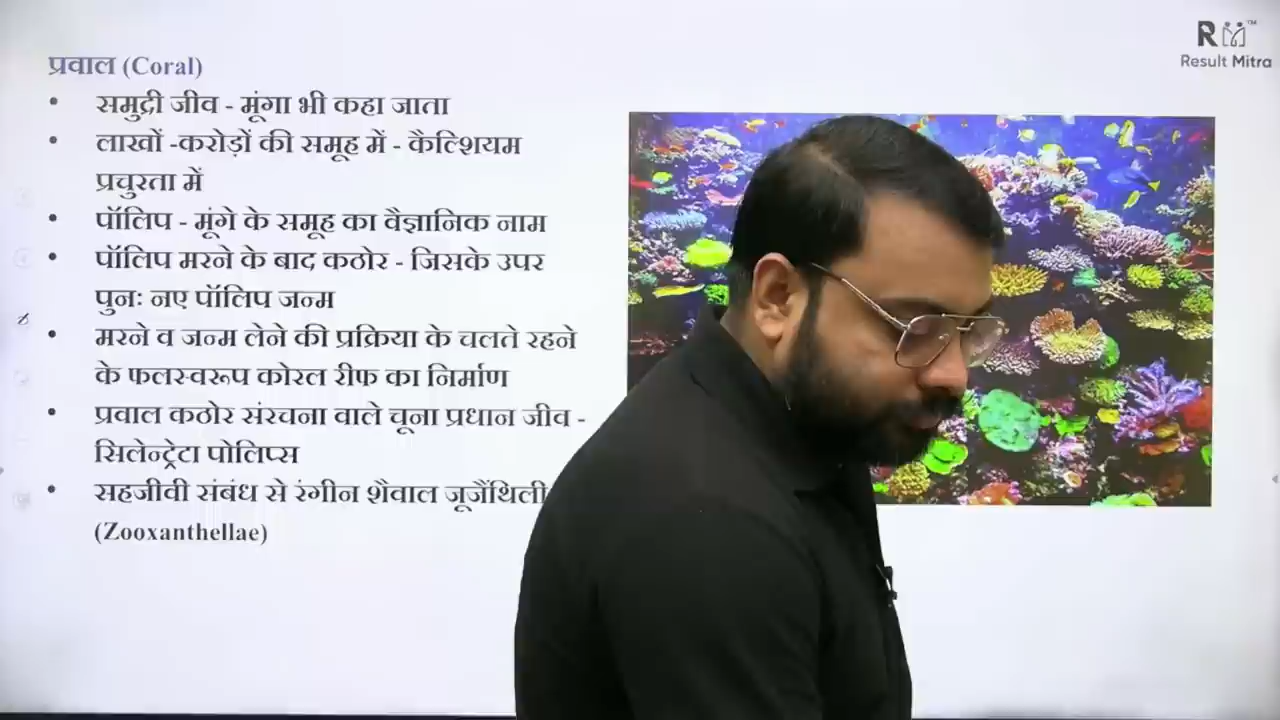 प्रवाल (Coral)
• समुद्री जीव - मूंगा भी कहा जाता
• लाखों -करोड़ों की समूह में - कैल्शियम
प्रचुरता में
• पॉलिप - मूंगे के समूह का वैज्ञानिक नाम
• पॉलिप मरने के बाद कठोर - जिसके उपर
पुनः नए पॉलिप जन्म
• मरने व जन्म लेने की प्रक्रिया के चलते रहने
के फलस्वरूप कोरल रीफ का निर्माण
• प्रवाल कठोर संरचना वाले चूना प्रधान जीव -
सिलेन्ट्रेटा पोलिप्स
• सहजीवी संबंध से रंगीन शैवाल जूजैंथिली
(Zooxanthellae)
R TM
Result Mitra